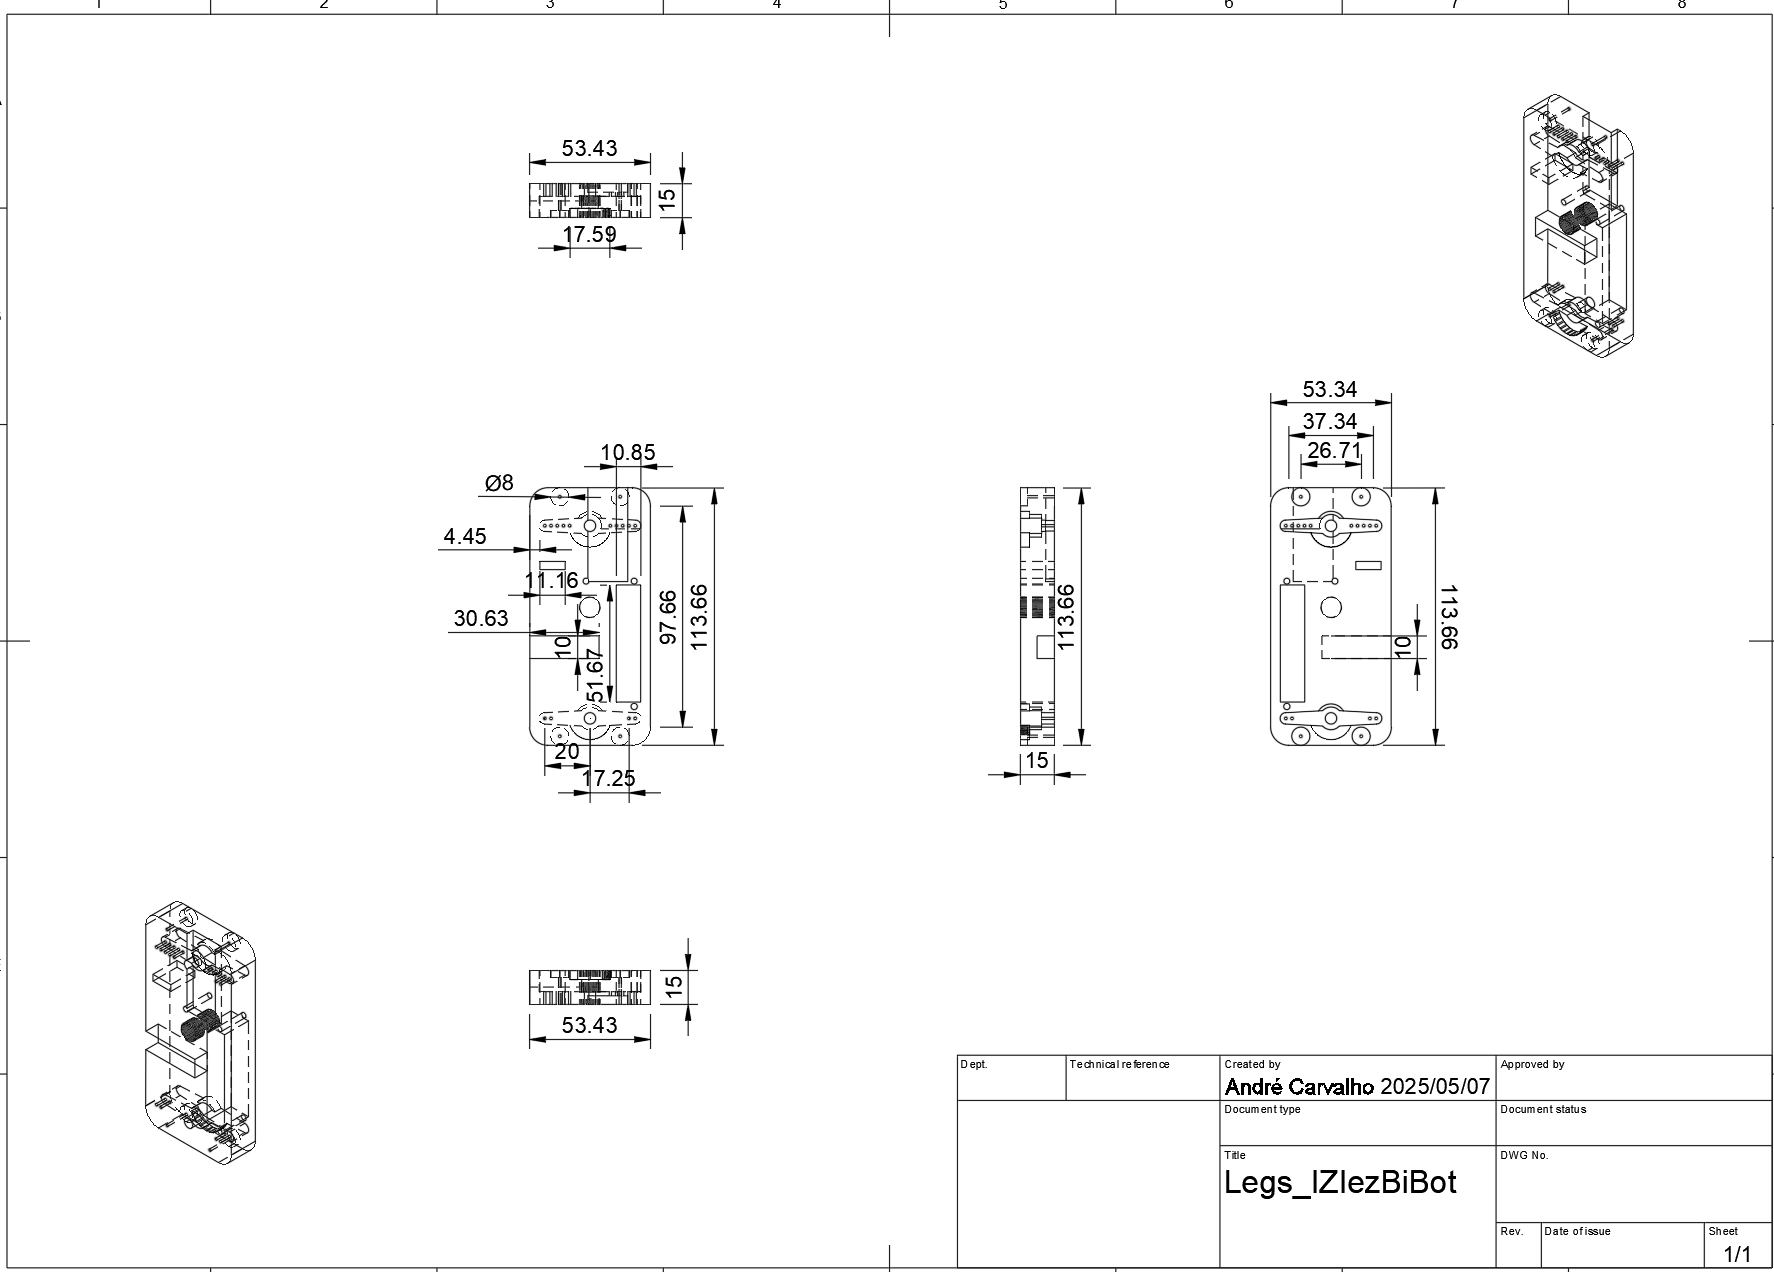 1 2 3 4 5 6 7 8
53.43
15
17.59
53.34
37.34
26.71
10.85
Ø8
4.45
11.16
30.63
10
51.67
97.66
113.66
20
17.25
113.66
15
10
113.66
15
53.43
Dept.
Technical reference
Created by
Approved by
André Carvalho 2025/05/07
Document type
Document status
Title
DWG No.
Legs_IZIezBiBot
Rev.
Date of issue
Sheet
1/1